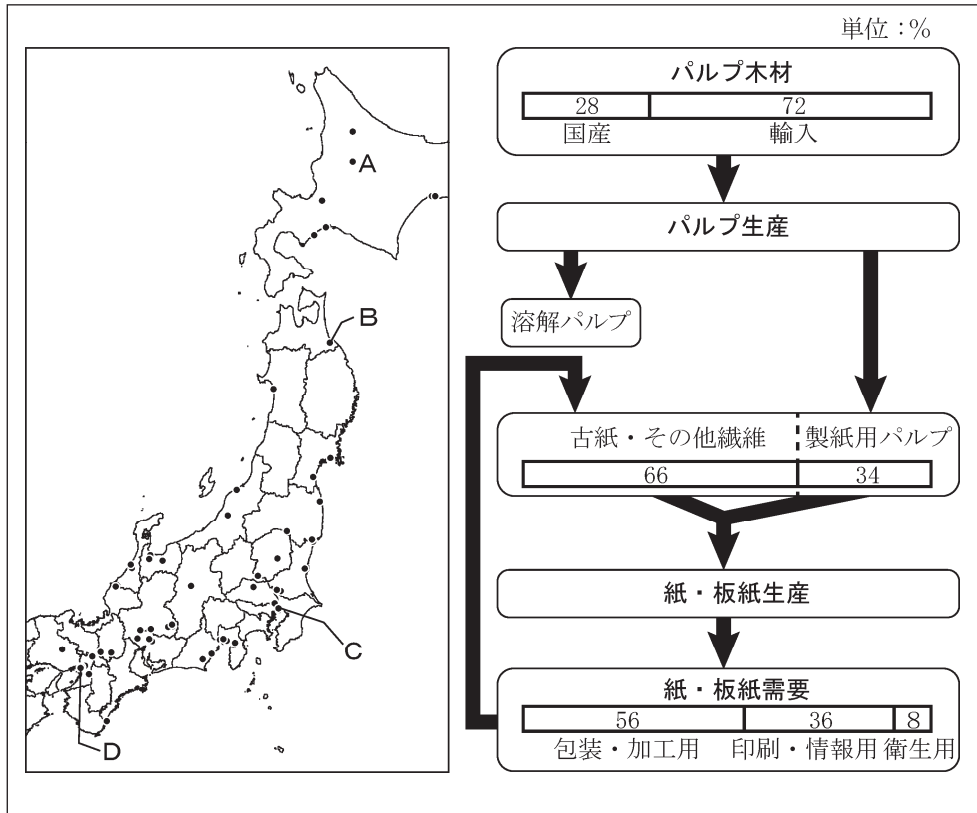 単位：%
パルプ木材
28 72
国産 輸入
A
パルプ生産
溶解パルプ
B
古紙・その他繊維 製紙用パルプ
66 34
紙・板紙生産
C
紙・板紙需要
56 36 8
包装・加工用 印刷・情報用 衛生用
D